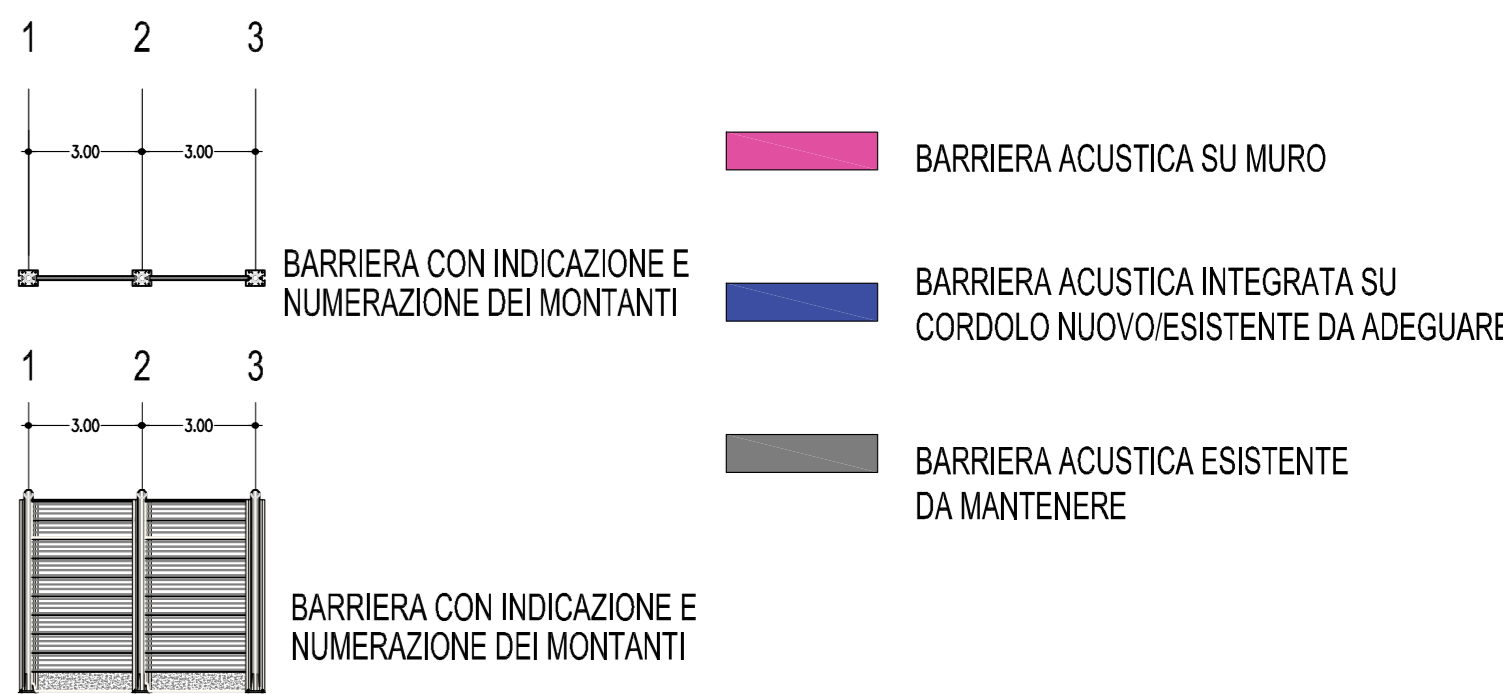 1 2 3
3.00 3.00
BARRIERA CON INDICAZIONE E
NUMERAZIONE DEI MONTANTI
1 2 3
3.00 3.00
BARRIERA CON INDICAZIONE E
NUMERAZIONE DEI MONTANTI
BARRIERA ACUSTICA SU MURO
BARRIERA ACUSTICA INTEGRATA SU
CORDOLO NUOVO/ESISTENTE DA ADEGUARE
BARRIERA ACUSTICA ESISTENTE
DA MANTENERE